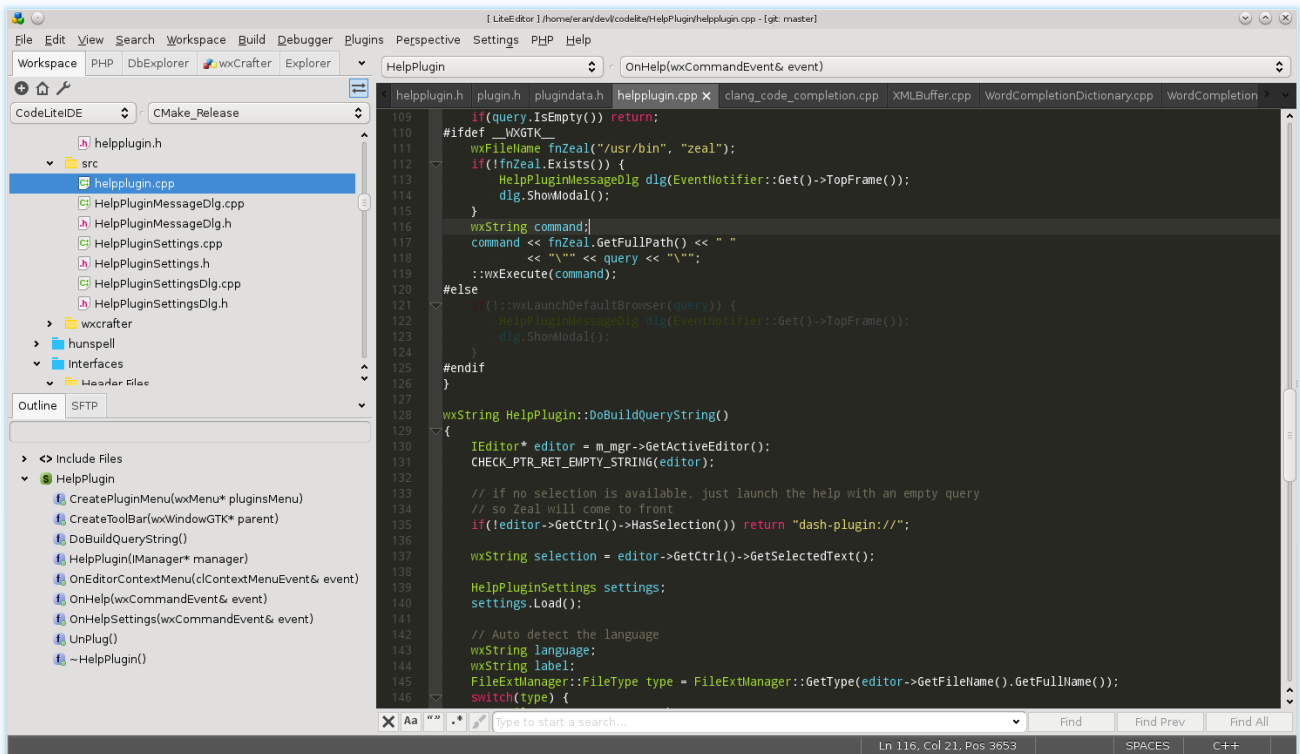 [ LiteEditor ] /home/eran/devl/codelite/HelpPlugin/helpplugin.cpp - [git: master]
File Edit View Search Workspace Build Debugger Plugins Perspective Settings PHP Help
Workspace PHP DbExplorer wxCrafter Explorer
HelpPlugin OnHelp(wxCommandEvent& event)
helpplugin.h plugin.h plugindata.h helpplugin.cpp clang_code_completion.cpp XMLBuffer.cpp WordCompletionDictionary.cpp WordCompletion
CodeLiteIDE CMake_Release
helpplugin.h
src
helpplugin.cpp
HelpPluginMessageDlg.cpp
HelpPluginMessageDlg.h
HelpPluginSettings.cpp
HelpPluginSettings.h
HelpPluginSettingsDlg.cpp
HelpPluginSettingsDlg.h
wxcrafter
hunspell
Interfaces
Header Files
Outline SFTP
<> Include Files
S HelpPlugin
CreatePluginMenu(wxMenu* pluginsMenu)
CreateToolBar(wxWindowGTK* parent)
DoBuildQueryString()
HelpPlugin(IManager* manager)
OnEditorContextMenu(clContextMenuEvent& event)
OnHelp(wxCommandEvent& event)
OnHelpSettings(wxCommandEvent& event)
UnPlug()
~HelpPlugin()
109 if(query.IsEmpty()) return;
110 #ifdef __WXGTK__
111 wxFileName fnZeal("/usr/bin", "zeal");
112 if(!fnZeal.Exists()) {
113 HelpPluginMessageDlg dlg(EventNotifier::Get()->TopFrame());
114 dlg.ShowModal();
115 }
116 wxString command;
117 command << fnZeal.GetFullPath() << " "
118 << "\"" << query << "\"";
119 ::wxExecute(command);
120 #else
121 if(!::wxLaunchDefaultBrowser(query)) {
122 HelpPluginMessageDlg dlg(EventNotifier::Get()->TopFrame());
123 dlg.ShowModal();
124 }
125 #endif
126 }
127
128 wxString HelpPlugin::DoBuildQueryString()
129 {
130 IEditor* editor = m_mgr->GetActiveEditor();
131 CHECK_PTR_RET_EMPTY_STRING(editor);
132
133 // if no selection is available, just launch the help with an empty query
134 // so Zeal will come to front
135 if(!editor->GetCtrl()->HasSelection()) return "dash-plugin://";
136
137 wxString selection = editor->GetCtrl()->GetSelectedText();
138
139 HelpPluginSettings settings;
140 settings.Load();
141
142 // Auto detect the language
143 wxString language;
144 wxString label;
145 FileExtManager::FileType type = FileExtManager::GetType(editor->GetFileName().GetFullName());
146 switch(type) {
Aa “” .* Type to start a search... Find Find Prev Find All
Ln 116, Col 21, Pos 3653 SPACES C++